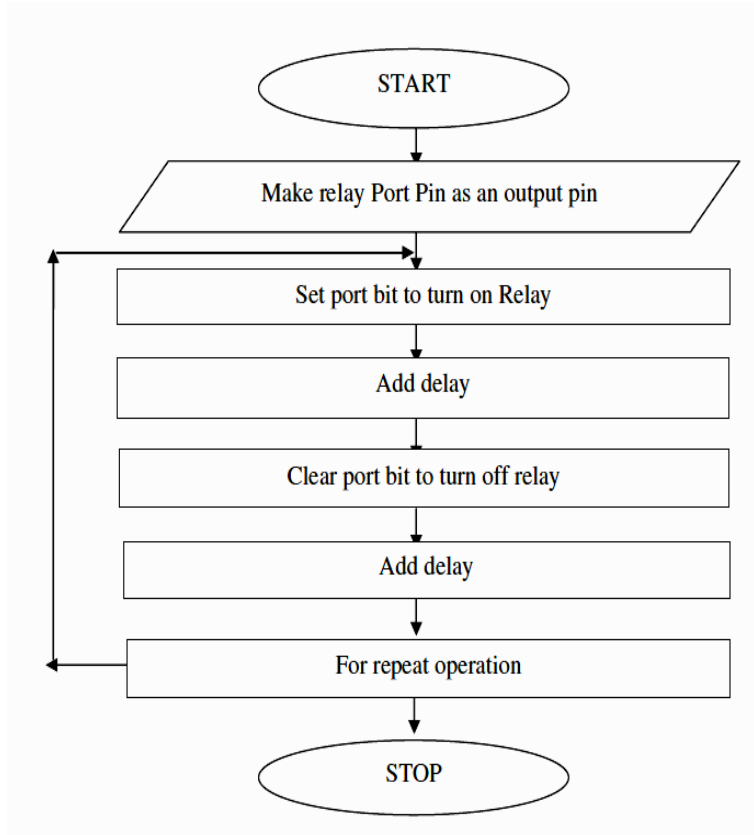 START
Make relay Port Pin as an output pin
Set port bit to turn on Relay
Add delay
Clear port bit to turn off relay
Add delay
For repeat operation
STOP